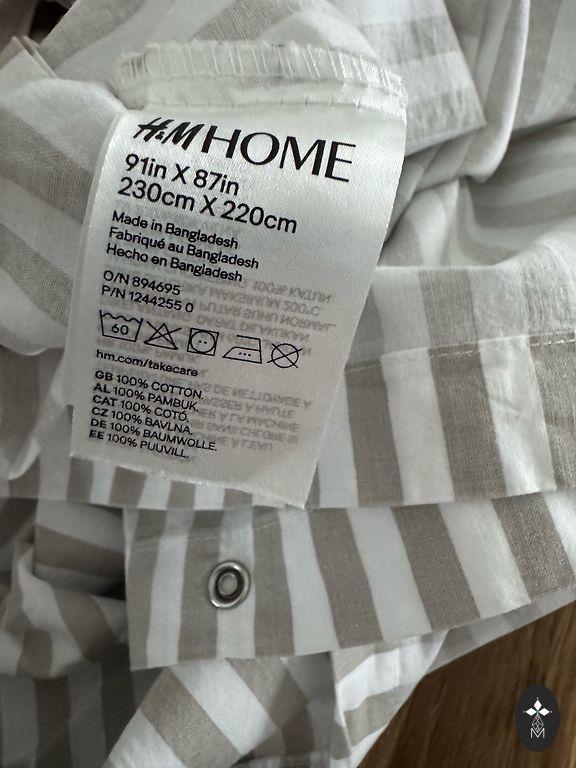 H&M HOME
91in X 87in
230cm X 220cm
Made in Bangladesh
Fabriqué au Bangladesh
Hecho en Bangladesh
O/N 894695
P/N 1244255 0
60
hm.com/takecare
GB 100% COTTON.
AL 100% PAMBUK.
CAT 100% COTÓ.
CZ 100% BAVLNA.
DE 100% BAUMWOLLE.
EE 100% PUUVILL.
M